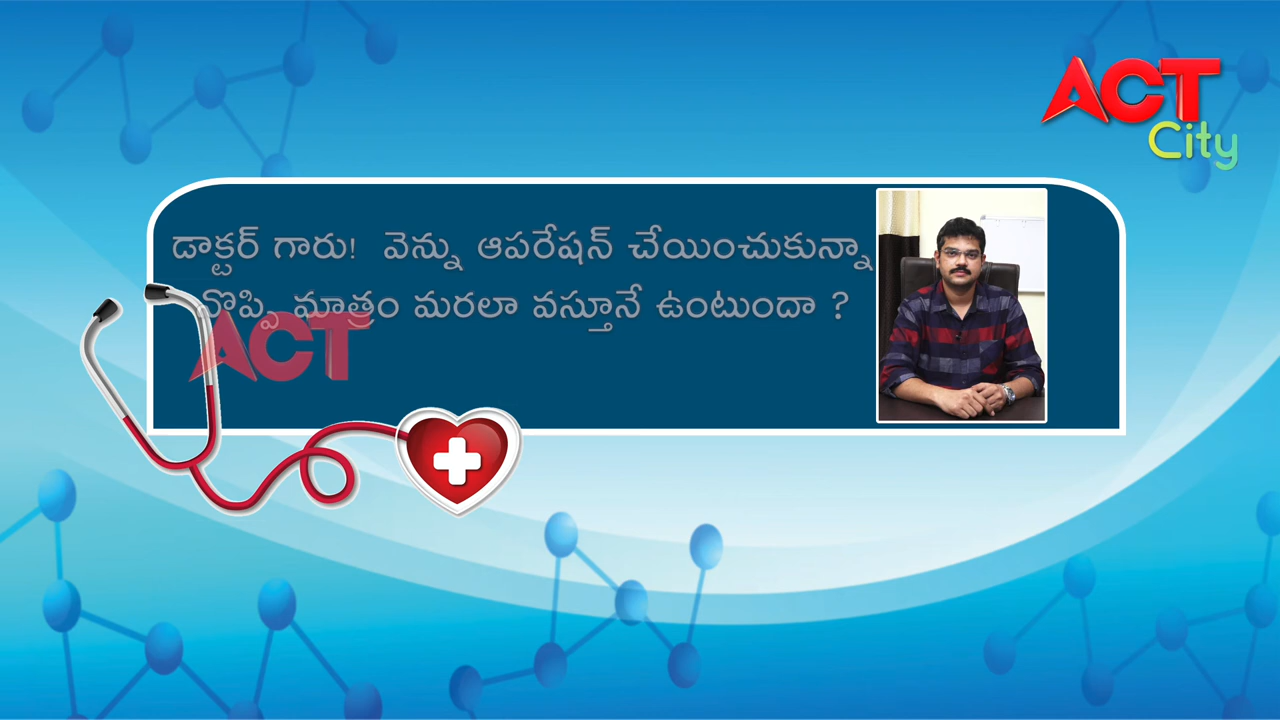 ACT
City
డాక్టర్ గారు! వెన్ను ఆపరేషన్ చేయించుకున్నా
నొప్పి మాత్రం మరలా వస్తూనే ఉంటుందా ?
ACT